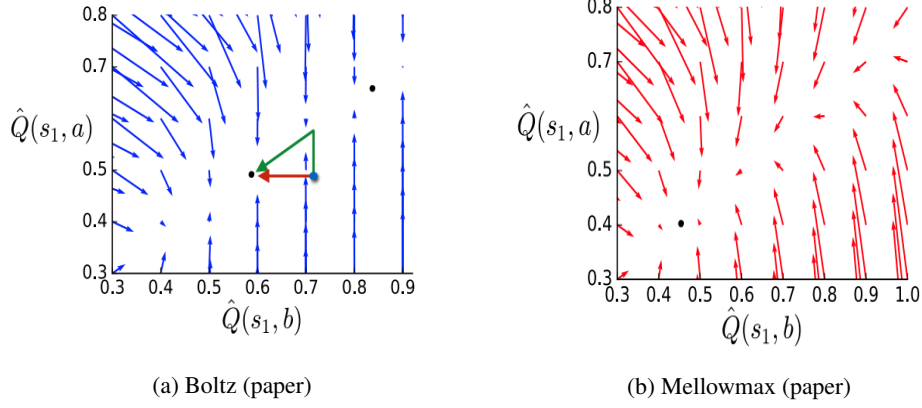 0.8
0.7
0.5
0.4
0.3
0.3 0.4 0.5 0.6 0.7 0.8 0.9
Q̂(s₁, a)
Q̂(s₁, b)
(a) Boltz (paper)
0.8
0.7
0.5
0.4
0.3
0.3 0.4 0.5 0.6 0.7 0.8 0.9 1.0
Q̂(s₁, a)
Q̂(s₁, b)
(b) Mellowmax (paper)